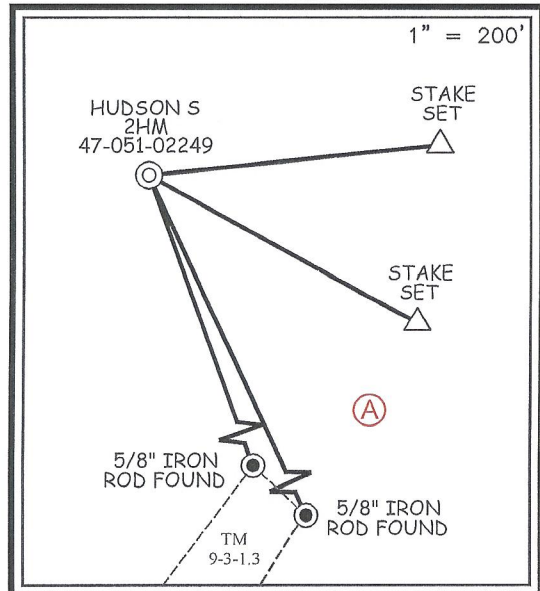 1" = 200'
HUDSON S
2HM
47-051-02249
STAKE
SET
STAKE
SET
A
5/8" IRON
ROD FOUND
5/8" IRON
ROD FOUND
TM
9-3-1.3